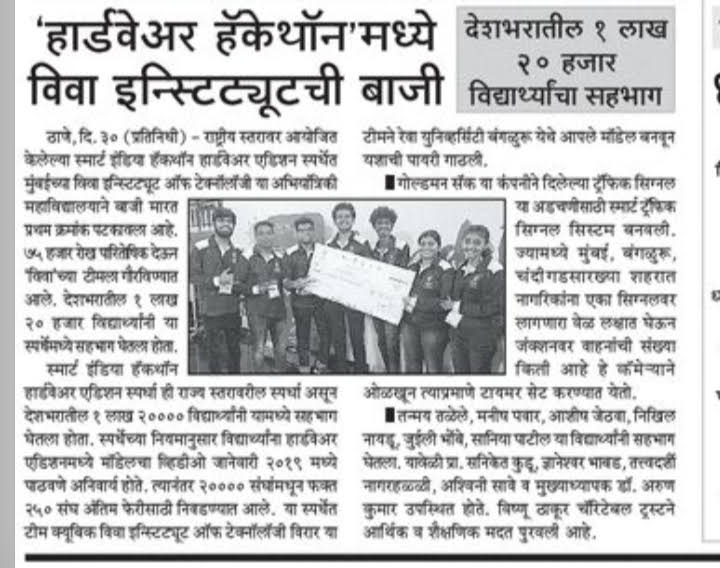 ‘हार्डवेअर हॅकेथॉन’मध्ये
विवा इन्स्टिट्यूटची बाजी
देशभरातील १ लाख
२० हजार
विद्यार्थ्यांचा सहभाग
ठाणे, दि. ३० (प्रतिनिधी) – राष्ट्रीय स्तरावर आयोजित
केलेल्या स्मार्ट इंडिया हॅकथॉन हार्डवेअर एडिशन स्पर्धेत
मुंबईच्या विवा इन्स्टिट्यूट ऑफ टेक्नॉलॉजी या अभियांत्रिकी
महाविद्यालयाने बाजी मारत
प्रथम क्रमांक पटकावला आहे.
७५ हजार रोख पारितोषिक देऊन
‘विवा’च्या टीमला गौरविण्यात
आले. देशभरातील १ लाख
२० हजार विद्यार्थ्यांनी या
स्पर्धेमध्ये सहभाग घेतला होता.
स्मार्ट इंडिया हॅकथॉन
हार्डवेअर एडिशन स्पर्धा ही राज्य स्तरावरील स्पर्धा असून
देशभरातील १ लाख २०००० विद्यार्थ्यांनी यामध्ये सहभाग
घेतला होता. स्पर्धेच्या नियमानुसार विद्यार्थ्यांना हार्डवेअर
एडिशनमध्ये मॉडेलचा व्हिडीओ जानेवारी २०१९ मध्ये
पाठवणे अनिवार्य होते. त्यानंतर २०००० संघांमधून फक्त
२५० संघ अंतिम फेरीसाठी निवडण्यात आले. या स्पर्धेत
टीम क्यूविक विवा इन्स्टिट्यूट ऑफ टेक्नॉलॉजी विरार या
टीमने रेवा युनिव्हर्सिटी बंगळुरू येथे आपले मॉडेल बनवून
यशाची पायरी गाठली.
■ गोल्डमन सॅक या कंपनीने दिलेल्या ट्रॅफिक सिग्नल
या अडचणीसाठी स्मार्ट ट्रॅफिक
सिग्नल सिस्टम बनवली.
ज्यामध्ये मुंबई, बंगळुरू,
चंदीगडसारख्या शहरात
नागरिकांना एका सिग्नलवर
लागणारा वेळ लक्षात घेऊन
जंक्शनवर वाहनांची संख्या
किती आहे हे कॅमेऱ्याने
ओळखून त्याप्रमाणे टायमर सेट करण्यात येतो.
■ तन्मय तळेले, मनीष पवार, आशीष जेठवा, निखिल
नायडू, जुईली भोंबे, सानिया पाटील या विद्यार्थ्यांनी सहभाग
घेतला. यावेळी प्रा. सनिकेत कुडू, ज्ञानेश्वर भावड, तत्त्वदर्शी
नागरहळ्ळी, अश्विनी सावे व मुख्याध्यापक डॉ. अरुण
कुमार उपस्थित होते. विष्णू ठाकूर चॅरिटेबल ट्रस्टने
आर्थिक व शैक्षणिक मदत पुरवली आहे.